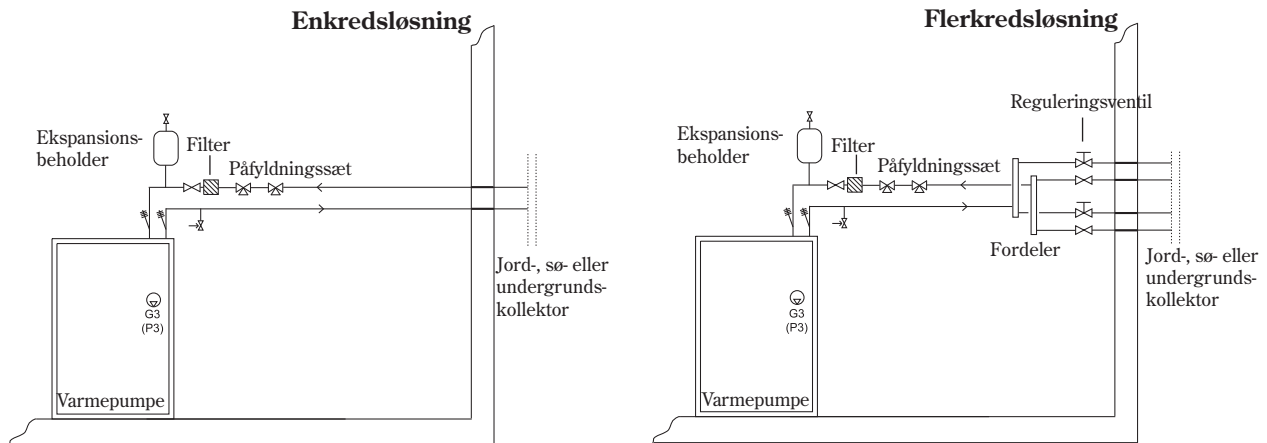 Enkredsløsning
Ekspansions-
beholder
Filter
Påfyldningssæt
Jord-, sø- eller
undergrunds-
kollektor
G3
(P3)
Varmepumpe
Flerkredsløsning
Reguleringsventil
Ekspansions-
beholder
Filter
Påfyldningssæt
Fordeler
Jord-, sø- eller
undergrunds-
kollektor
G3
(P3)
Varmepumpe